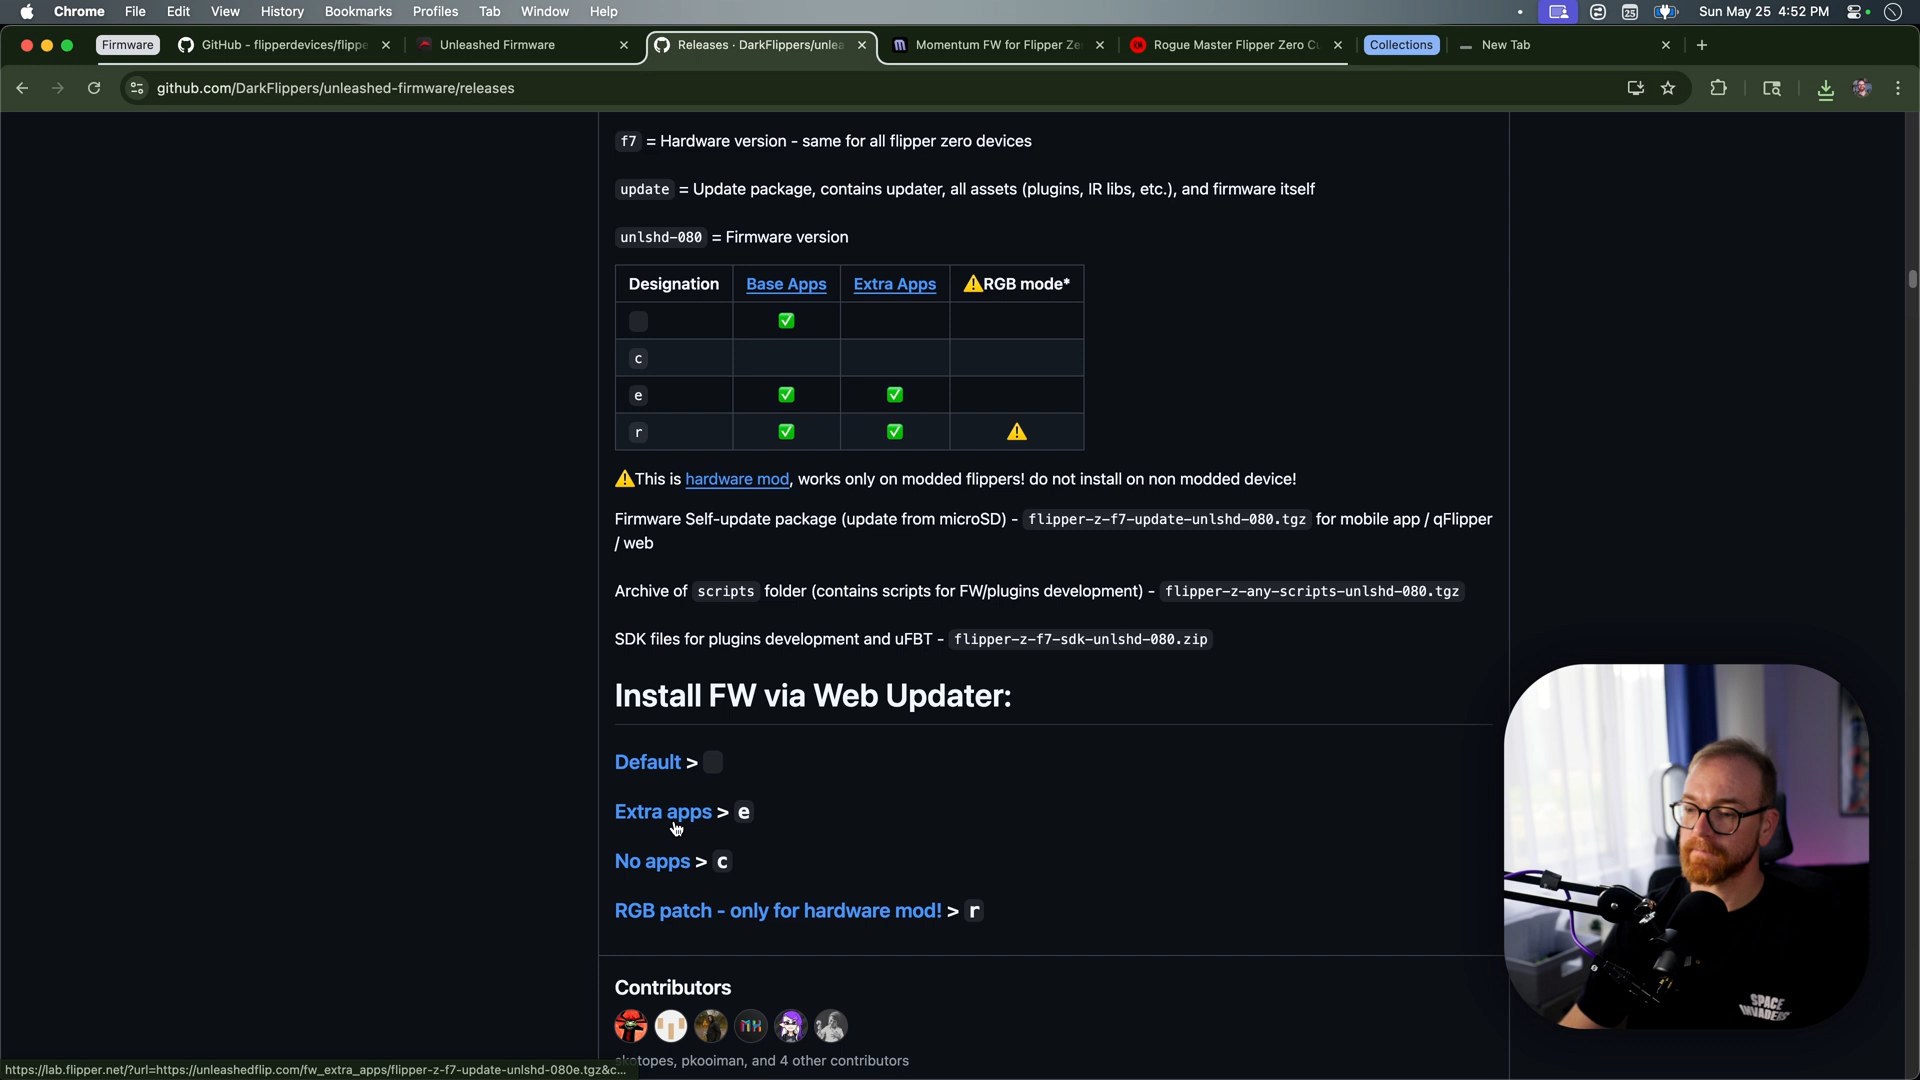 Chrome File Edit View History Bookmarks Profiles Tab Window Help 25 Sun May 25 4:52 PM
Firmware GitHub - flipperdevices/flippe Unleashed Firmware Releases · DarkFlippers/unlea Momentum FW for Flipper Ze Rogue Master Flipper Zero Cu Collections New Tab
github.com/DarkFlippers/unleashed-firmware/releases
f7 = Hardware version - same for all flipper zero devices
update = Update package, contains updater, all assets (plugins, IR libs, etc.), and firmware itself
unlshd-080 = Firmware version
Designation Base Apps Extra Apps ⚠️RGB mode*
✅
c
e ✅ ✅
r ✅ ✅ ⚠️
⚠️This is hardware mod, works only on modded flippers! do not install on non modded device!
Firmware Self-update package (update from microSD) - flipper-z-f7-update-unlshd-080.tgz for mobile app / qFlipper
/ web
Archive of scripts folder (contains scripts for FW/plugins development) - flipper-z-any-scripts-unlshd-080.tgz
SDK files for plugins development and uFBT - flipper-z-f7-sdk-unlshd-080.zip
Install FW via Web Updater:
Default >
Extra apps > e
No apps > c
RGB patch - only for hardware mod! > r
Contributors
MH
skotopes, pkooiman, and 4 other contributors
https://lab.flipper.net/?url=https://unleashedflip.com/fw_extra_apps/flipper-z-f7-update-unlshd-080e.tgz&c...
SPACE
INVADERS